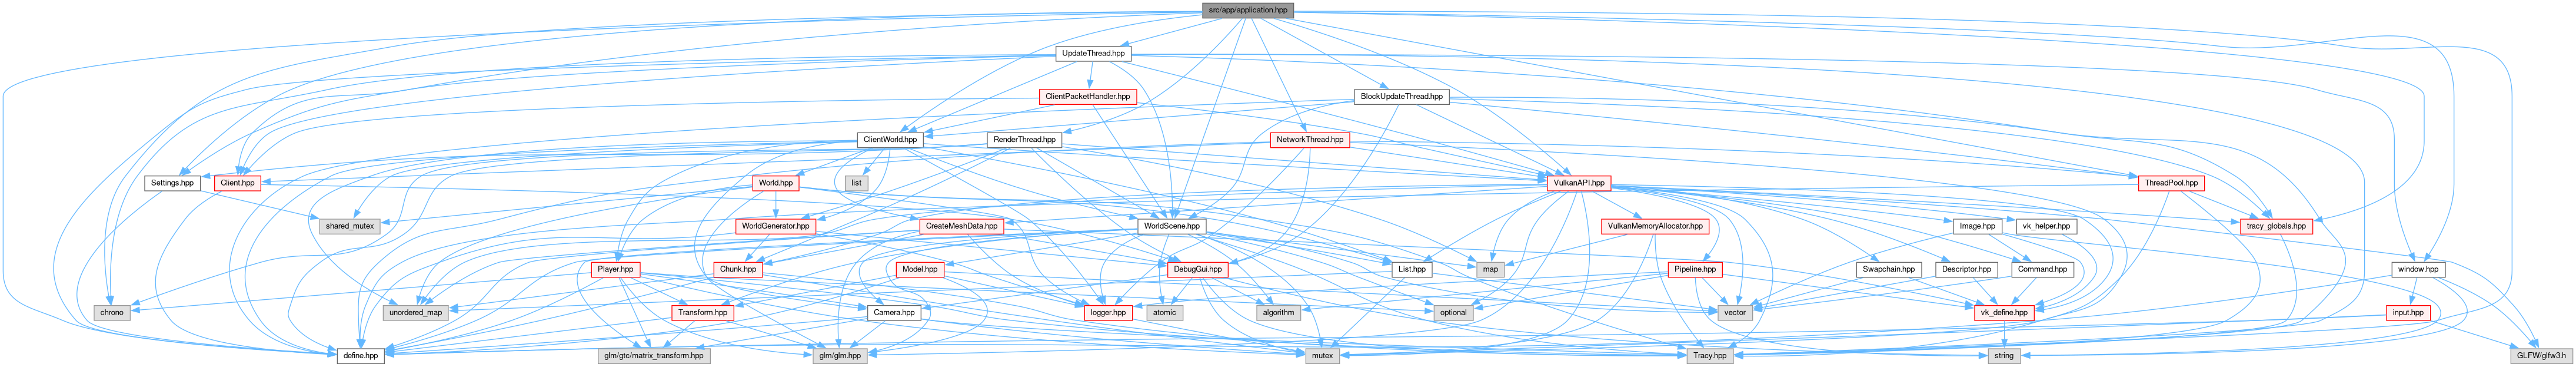 src/app/application.hpp
UpdateThread.hpp
ClientPacketHandler.hpp
BlockUpdateThread.hpp
ClientWorld.hpp
RenderThread.hpp
NetworkThread.hpp
Settings.hpp
Client.hpp
World.hpp
list
VulkanAPI.hpp
ThreadPool.hpp
shared_mutex
WorldGenerator.hpp
CreateMeshData.hpp
WorldScene.hpp
VulkanMemoryAllocator.hpp
Image.hpp
vk_helper.hpp
tracy_globals.hpp
Player.hpp
Chunk.hpp
Model.hpp
DebugGui.hpp
List.hpp
map
Pipeline.hpp
Swapchain.hpp
Descriptor.hpp
Command.hpp
window.hpp
chrono
unordered_map
Transform.hpp
Camera.hpp
logger.hpp
atomic
algorithm
optional
vector
vk_define.hpp
input.hpp
define.hpp
glm/gtc/matrix_transform.hpp
glm/glm.hpp
mutex
Tracy.hpp
string
GLFW/glfw3.h